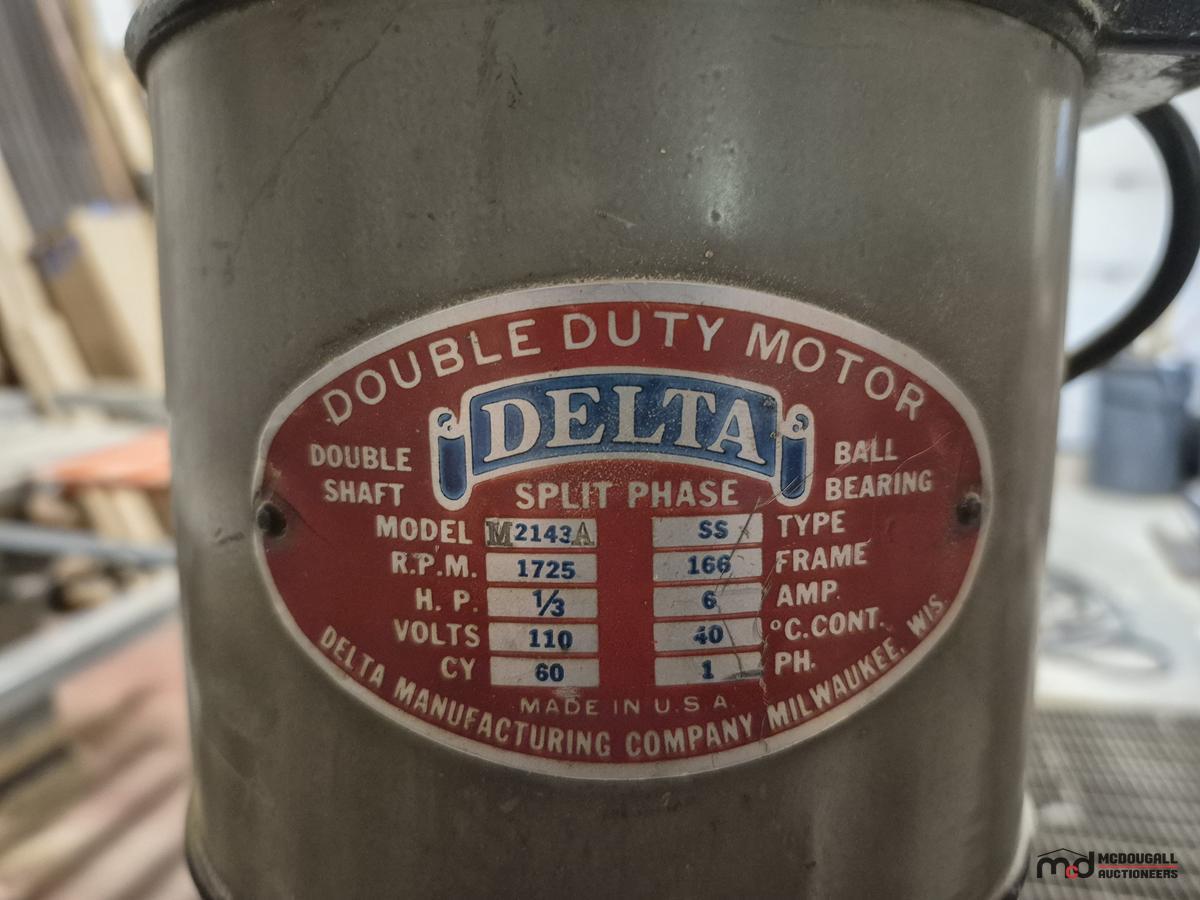 DOUBLE DUTY MOTOR
DELTA
DOUBLE SHAFT
BALL BEARING
SPLIT PHASE
MODEL M2143A SS TYPE
R.P.M. 1725 166 FRAME
H. P. 1/3 6 AMP.
VOLTS 110 40 °C. CONT.
CY 60 1 PH.
MADE IN U.S.A.
DELTA MANUFACTURING COMPANY MILWAUKEE, WIS.
mcd MCDOUGALL
AUCTIONEERS